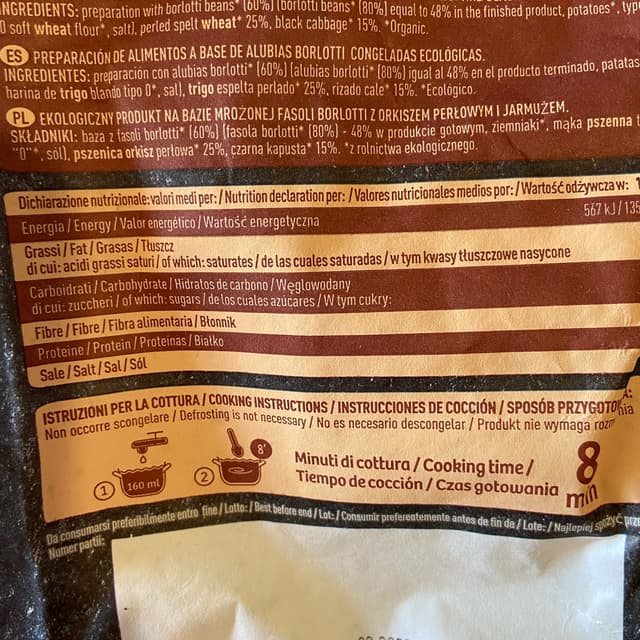 INGREDIENTS: preparation with borlotti beans* (60%) [borlotti beans* (80%) equal to 48% in the finished product, potatoes*,
0 soft wheat flour*, salt), perled spelt wheat* 25%, black cabbage* 15%. *Organic.
ES PREPARACIÓN DE ALIMENTOS A BASE DE ALUBIAS BORLOTTI CONGELADAS ECOLÓGICAS.
INGREDIENTES: preparación con alubias borlotti* (60%) [alubias borlotti* (80%) igual al 48% en el producto terminado, patatas
harina de trigo blando tipo 0*, sal), trigo espelta perlado* 25%, rizado cale* 15%. *Ecológico.
PL EKOLOGICZNY PRODUKT NA BAZIE MROŻONEJ FASOLI BORLOTTI Z ORKISZEM PERŁOWYM I JARMUŻEM.
SKŁADNIKI: baza z fasoli borlotti* (60%) [fasola borlotti* (80%) - 48% w produkcie gotowym, ziemniaki*, mąka pszenna
"0"*, sól), pszenica orkisz perłowa* 25%, czarna kapusta* 15%. *z rolnictwa ekologicznego.
Dichiarazione nutrizionale: valori medi per: / Nutrition declaration per: / Valores nutricionales medios por: / Wartość odżywcza w:
Energia / Energy / Valor energético / Wartość energetyczna 567 kJ / 135
Grassi / Fat / Grasas / Tłuszcz
di cui: acidi grassi saturi / of which: saturates / de las cuales saturadas / w tym kwasy tłuszczowe nasycone
Carboidrati / Carbohydrate / Hidratos de carbono / Węglowodany
di cui: zuccheri / of which: sugars / de los cuales azúcares / W tym cukry:
Fibre / Fibre / Fibra alimentaria / Błonnik
Proteine / Protein / Proteinas / Białko
Sale / Salt / Sal / Sól
ISTRUZIONI PER LA COTTURA / COOKING INSTRUCTIONS / INSTRUCCIONES DE COCCIÓN / SPOSÓB PRZYGOTO
Non occorre scongelare / Defrosting is not necessary / No es necesario descongelar / Produkt nie wymaga
1 160 ml 2 8'
Minuti di cottura / Cooking time /
Tiempo de cocción / Czas gotowania
8 min
Da consumarsi preferibilmente entro fine / Lotto: / Best before end / Lot: / Consumir preferentemente antes de fin de / Lote: / Najlepiej spożyć
Numer partii: